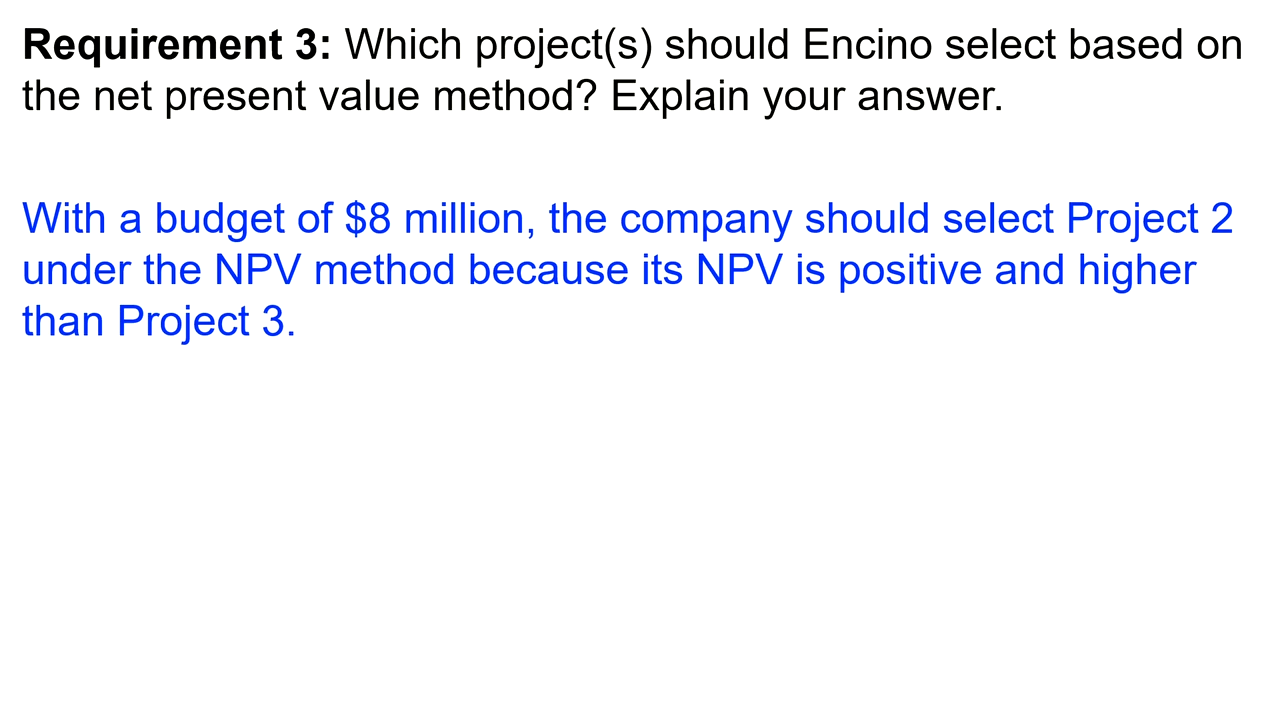 Requirement 3: Which project(s) should Encino select based on
the net present value method? Explain your answer.
With a budget of $8 million, the company should select Project 2
under the NPV method because its NPV is positive and higher
than Project 3.